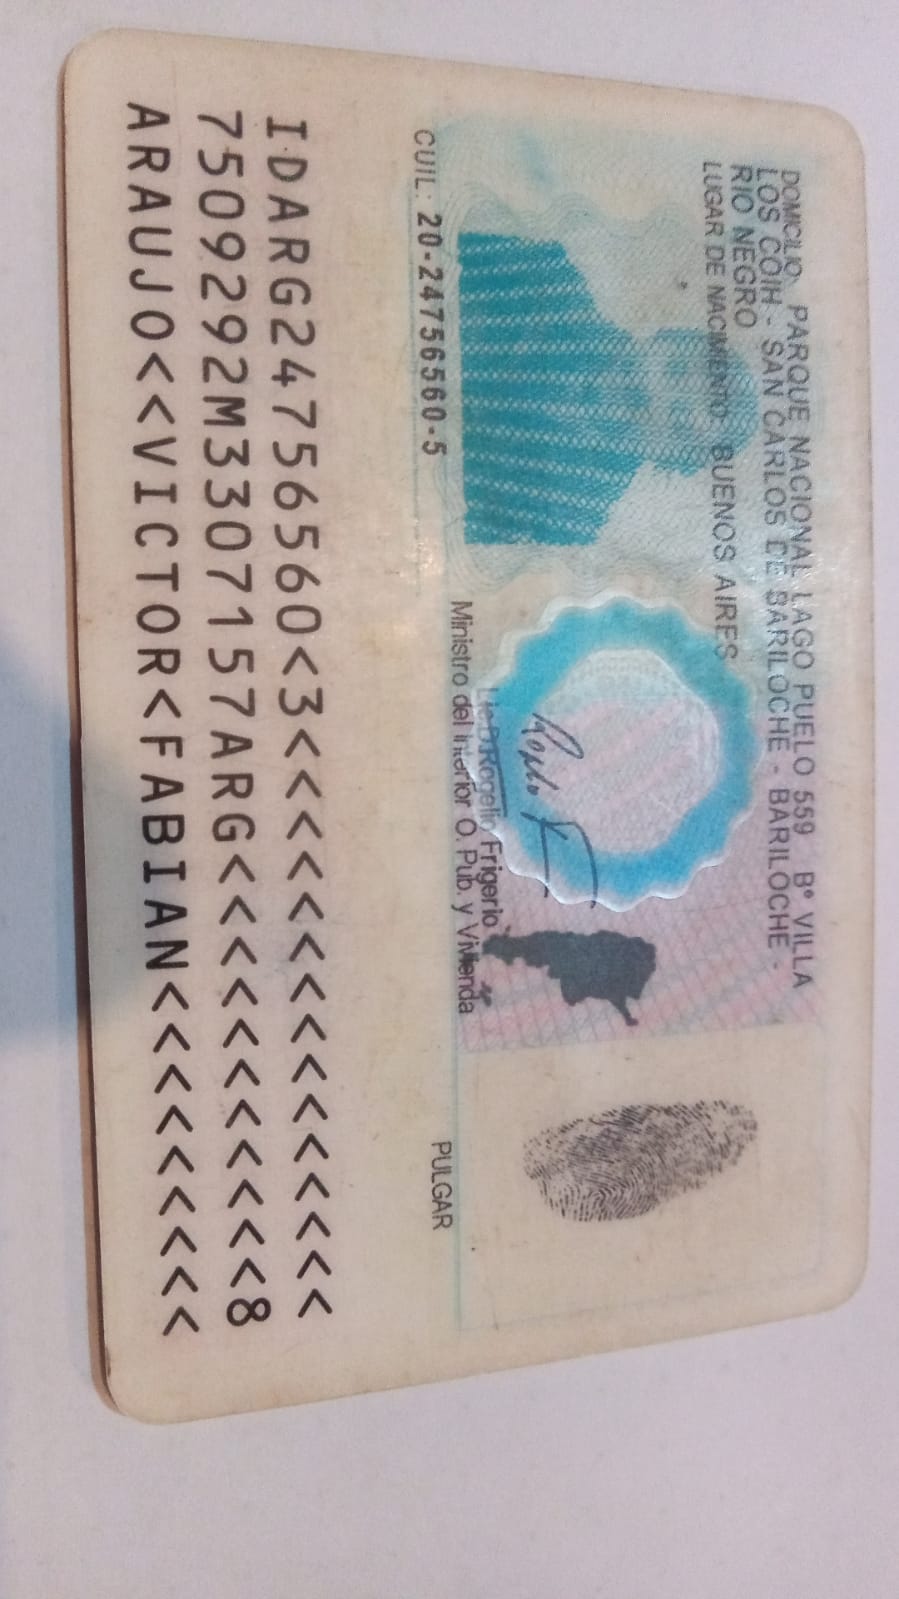 DOMICILIO: PARQUE NACIONAL LAGO PUELO 559 Bº VILLA
LOS COIH - SAN CARLOS DE BARILOCHE - BARILOCHE -
RIO NEGRO
LUGAR DE NACIMIENTO: BUENOS AIRES
Rogelio Frigerio
Ministro del Interior O. Pub. y Vivienda
CUIL: 20-24756560-5
PULGAR
IDARG24756560<3<<<<<<<<<<<<<<<
7509292M3307157ARG<<<<<<<<<<<8
ARAUJO<<VICTOR<FABIAN<<<<<<<<<